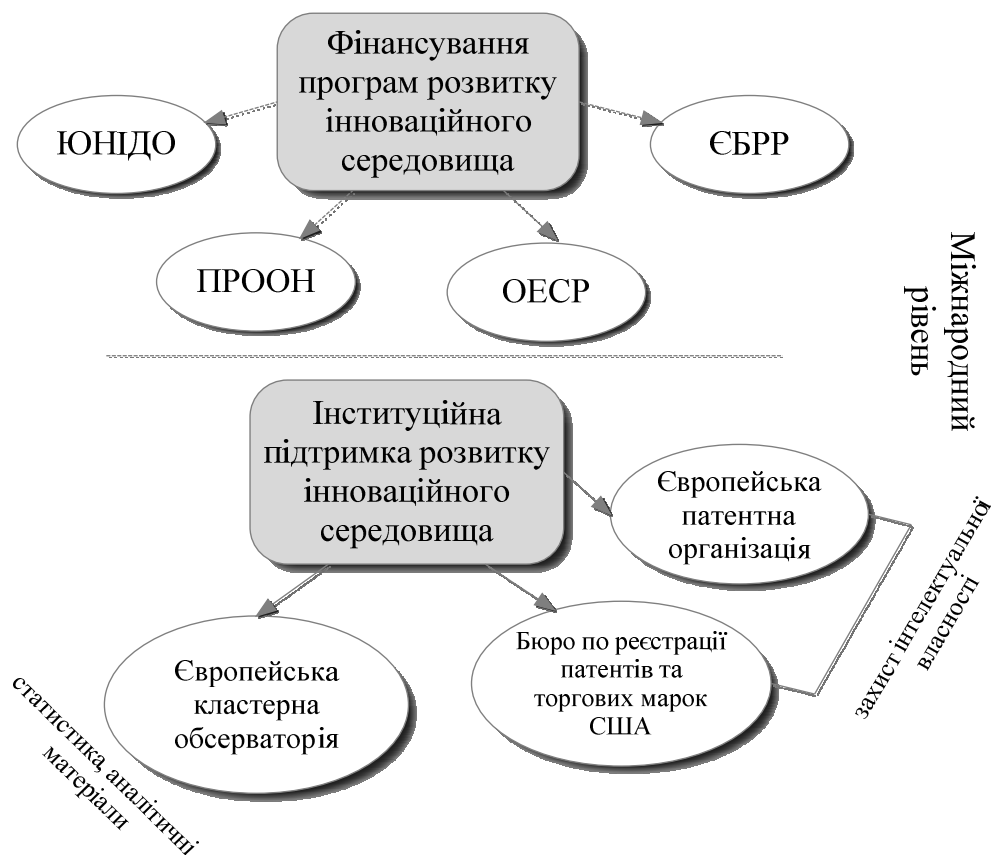 Фінансування
програм розвитку
інноваційного
середовища
ЮНІДО
ЄБРР
ПРООН
ОЕСР
Міжнародний
рівень
Інституційна
підтримка розвитку
інноваційного
середовища
Європейська
патентна
організація
захист інтелектуальної
власності
Європейська
кластерна
обсерваторія
Бюро по реєстрації
патентів та
торгових марок
США
статистика, аналітичні
матеріали